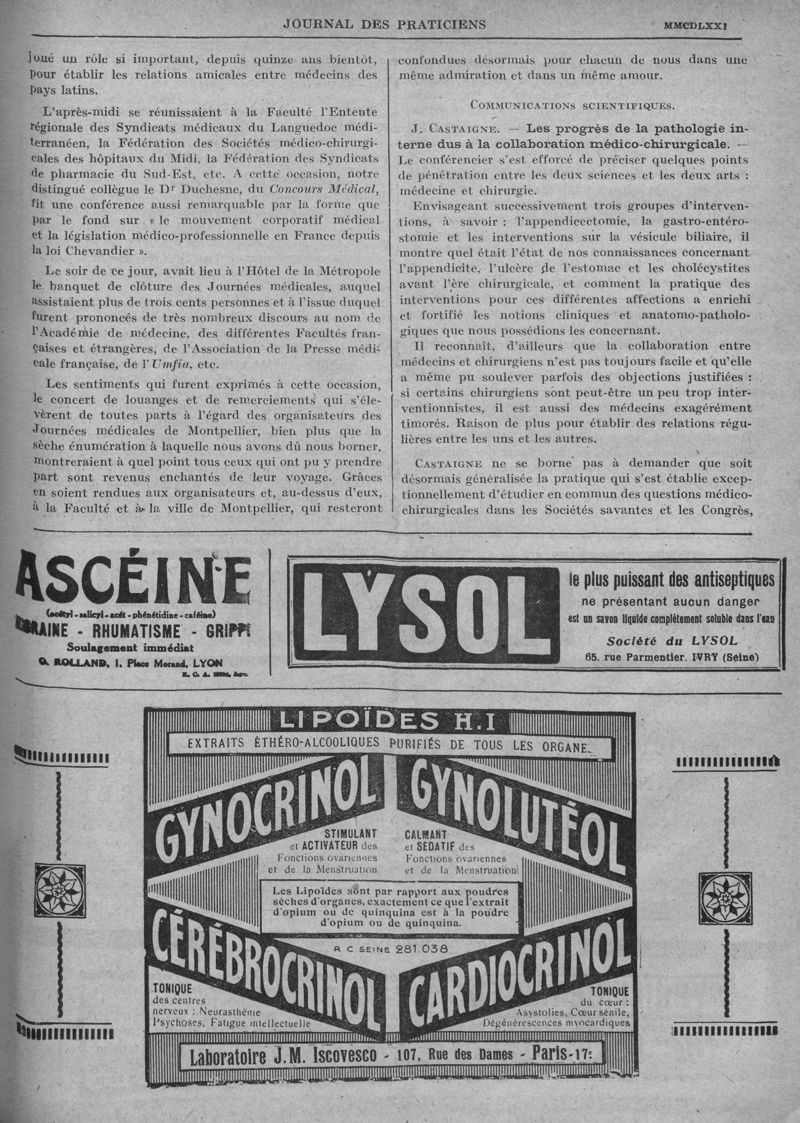 JOURNAL DES PRATICIENS
MMCDLXXI
joué un rôle si important, depuis quinze ans bientôt,
pour établir les relations amicales entre médecins des
pays latins.
L'après-midi se réunissaient à la Faculté l'Entente
régionale des Syndicats médicaux du Languedoc médi-
terranéen, la Fédération des Sociétés médico-chirurgi-
cales des hôpitaux du Midi, la Fédération des Syndicats
de pharmacie du Sud-Est, etc. A cette occasion, notre
distingué collègue le Dr Duchesne, du Concours Médical,
fit une conférence aussi remarquable par la forme que
par le fond sur « le mouvement corporatif médical
et la législation médico-professionnelle en France depuis
la loi Chevandier ».
Le soir de ce jour, avait lieu à l'Hôtel de la Métropole
le banquet de clôture des Journées médicales, auquel
assistaient plus de trois cents personnes et à l'issue duquel
furent prononcés de très nombreux discours au nom de
l'Académie de médecine, des différentes Facultés fran-
çaises et étrangères, de l'Association de la Presse médi-
cale française, de l'Umfia, etc.
Les sentiments qui furent exprimés à cette occasion,
le concert de louanges et de remerciements qui s'éle-
vèrent de toutes parts à l'égard des organisateurs des
Journées médicales de Montpellier, bien plus que la
sèche énumération à laquelle nous avons dû nous borner,
montreraient à quel point tous ceux qui ont pu y prendre
part sont revenus enchantés de leur voyage. Grâces
en soient rendues aux organisateurs et, au-dessus d'eux,
à la Faculté et à la ville de Montpellier, qui resteront
confondues désormais pour chacun de nous dans une
même admiration et dans un même amour.
COMMUNICATIONS SCIENTIFIQUES.
J. CASTAIGNE. — Les progrès de la pathologie in-
terne dus à la collaboration médico-chirurgicale. —
Le conférencier s'est efforcé de préciser quelques points
de pénétration entre les deux sciences et les deux arts :
médecine et chirurgie.
Envisageant successivement trois groupes d'interven-
tions, à savoir : l'appendicectomie, la gastro-entéro-
stomie et les interventions sur la vésicule biliaire, il
montre quel était l'état de nos connaissances concernant
l'appendicite, l'ulcère de l'estomac et les cholécystites
avant l'ère chirurgicale, et comment la pratique des
interventions pour ces différentes affections a enrichi
et fortifié les notions cliniques et anatomo-patholo-
giques que nous possédions les concernant.
Il reconnaît, d'ailleurs que la collaboration entre
médecins et chirurgiens n'est pas toujours facile et qu'elle
a même pu soulever parfois des objections justifiées :
si certains chirurgiens sont peut-être un peu trop inter-
ventionnistes, il est aussi des médecins exagérément
timorés. Raison de plus pour établir des relations régu-
lières entre les uns et les autres.
CASTAIGNE ne se borne pas à demander que soit
désormais généralisée la pratique qui s'est établie excep-
tionnellement d'étudier en commun des questions médico-
chirurgicales dans les Sociétés savantes et les Congrès,
ASCÉINE
(acétyl-salicyl-acét-phénétidine-caféine)
RAINE - RHUMATISME - GRIPPE
Soulagement immédiat
O. ROLLAND, 1, Place Morand, LYON
R. C. A.
LYSOL
le plus puissant des antiseptiques
ne présentant aucun danger
est un savon liquide complètement soluble dans l'eau
Société du LYSOL
65, rue Parmentier, IVRY (Seine)
LIPOÏDES H.I
EXTRAITS ÉTHÉRO-ALCOOLIQUES PURIFIÉS DE TOUS LES ORGANE.
GYNOCRINOL
STIMULANT
et ACTIVATEUR des
Fonctions ovariennes
et de la Menstruation
GYNOLUTÉOL
CALMANT
et SÉDATIF des
Fonctions ovariennes
et de la Menstruation
Les Lipoïdes sont par rapport aux poudres
sèches d'organes, exactement ce que l'extrait
d'opium ou de quinquina est à la poudre
d'opium ou de quinquina.
R C SEINE 281.038
CÉRÉBROCRINOL
TONIQUE
des centres
nerveux : Neurasthénie
Psychoses, Fatigue intellectuelle
CARDIOCRINOL
TONIQUE
du cœur :
Asystolies, Cœur sénile,
Dégénérescences myocardiques
Laboratoire J.M. ISCOVESCO - 107, Rue des Dames - PARIS-17e